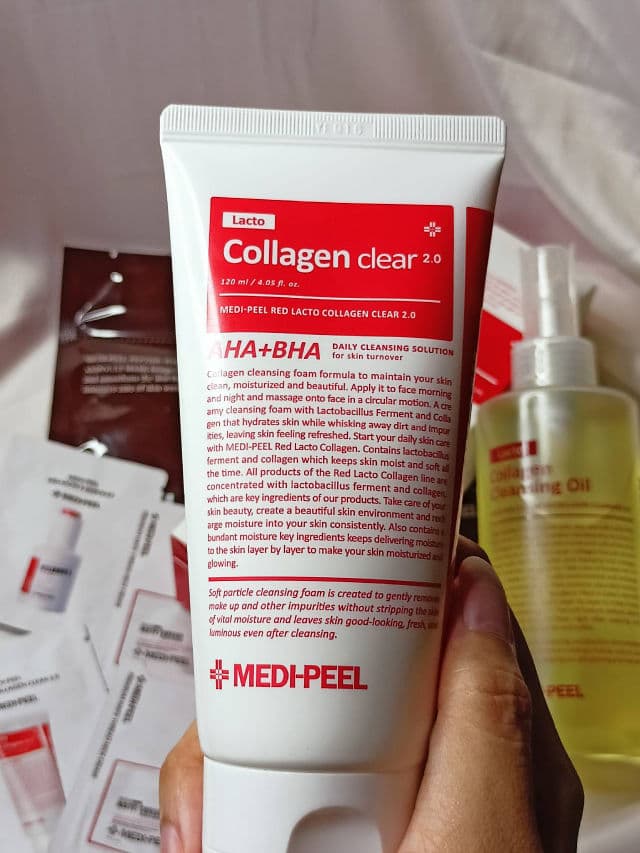 Lacto
Collagen clear 2.0
120 ml / 4.05 fl. oz.
MEDI-PEEL RED LACTO COLLAGEN CLEAR 2.0
AHA+BHA
DAILY CLEANSING SOLUTION
for skin turnover
Collagen cleansing foam formula to maintain your skin
clean, moisturized and beautiful. Apply it to face morning
and night and massage onto face in a circular motion. A cre
amy cleansing foam with Lactobacillus Ferment and Colla
gen that hydrates skin while whisking away dirt and impur
ities, leaving skin feeling refreshed. Start your daily skin care
with MEDI-PEEL Red Lacto Collagen. Contains lactobacillus
ferment and collagen which keeps skin moist and soft all
the time. All products of the Red Lacto Collagen line are
concentrated with lactobacillus ferment and collagen,
which are key ingredients of our products. Take care of your
skin beauty, create a beautiful skin environment and rech
arge moisture into your skin consistently. Also contains a
bundant moisture key ingredients keeps delivering moisture
to the skin layer by layer to make your skin moisturized and
glowing.
Soft particle cleansing foam is created to gently remove
make up and other impurities without stripping the skin
of vital moisture and leaves skin good-looking, fresh, and
luminous even after cleansing.
MEDI-PEEL
Lacto
Collagen
Cleansing Oil
MEDI-PEEL
MEDI-PEEL
MEDI-PEEL